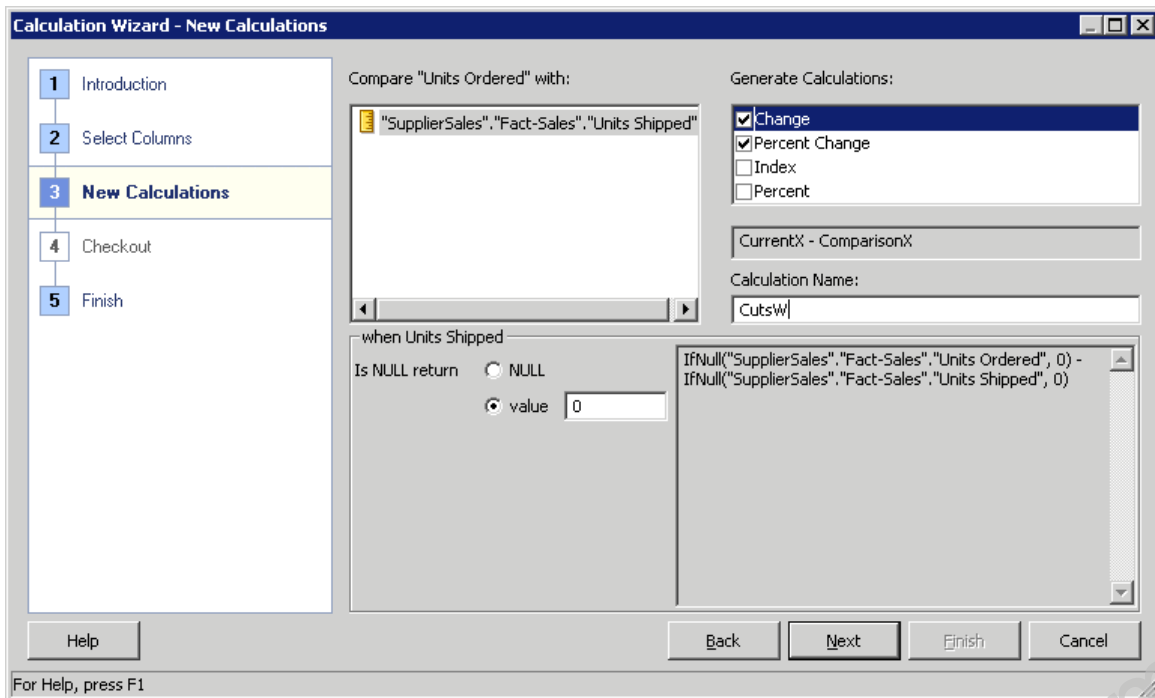 Calculation Wizard - New Calculations
1 Introduction
2 Select Columns
3 New Calculations
4 Checkout
5 Finish
Compare "Units Ordered" with:
"SupplierSales"."Fact-Sales"."Units Shipped"
Generate Calculations:
Change
Percent Change
Index
Percent
CurrentX - ComparisonX
Calculation Name:
CutsW
when Units Shipped
Is NULL return NULL
value 0
IfNull("SupplierSales"."Fact-Sales"."Units Ordered", 0) -
IfNull("SupplierSales"."Fact-Sales"."Units Shipped", 0)
Help
Back
Next
Finish
Cancel
For Help, press F1